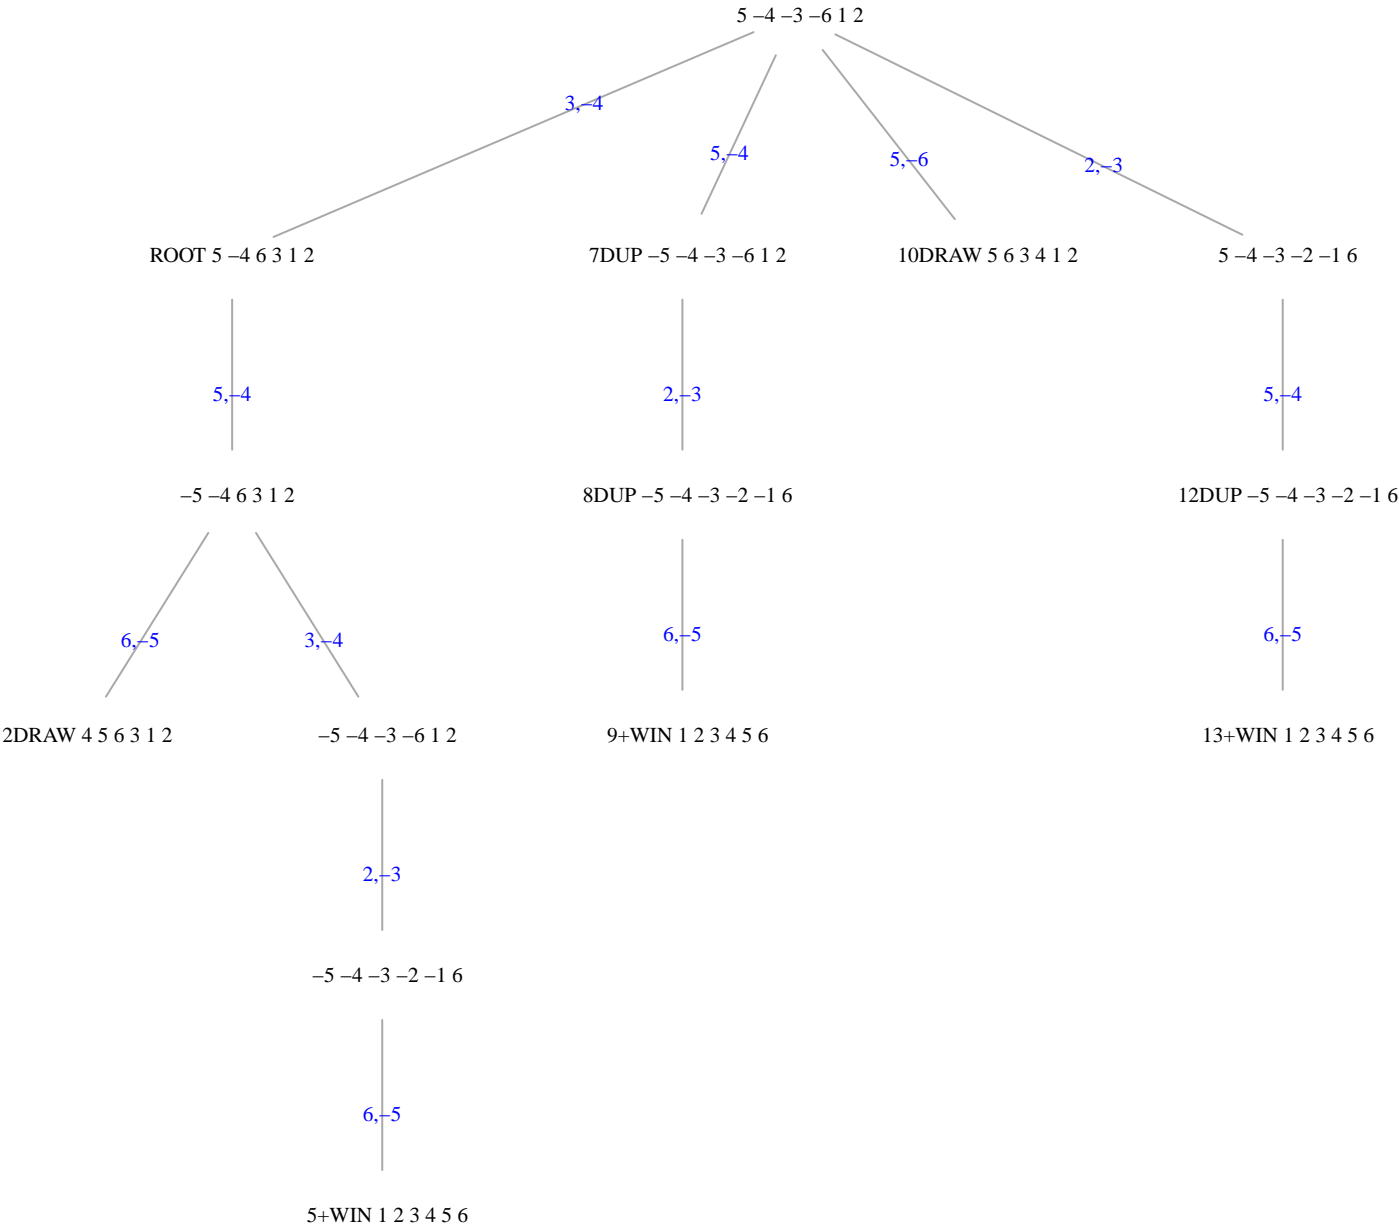 5 –4 –3 –6 1 2
3,–4
5,–4
5,–6
2,–3
ROOT 5 –4 6 3 1 2
7DUP –5 –4 –3 –6 1 2
10DRAW 5 6 3 4 1 2
5 –4 –3 –2 –1 6
5,–4
2,–3
5,–4
–5 –4 6 3 1 2
8DUP –5 –4 –3 –2 –1 6
12DUP –5 –4 –3 –2 –1 6
6,–5
3,–4
6,–5
6,–5
2DRAW 4 5 6 3 1 2
–5 –4 –3 –6 1 2
9+WIN 1 2 3 4 5 6
13+WIN 1 2 3 4 5 6
2,–3
–5 –4 –3 –2 –1 6
6,–5
5+WIN 1 2 3 4 5 6